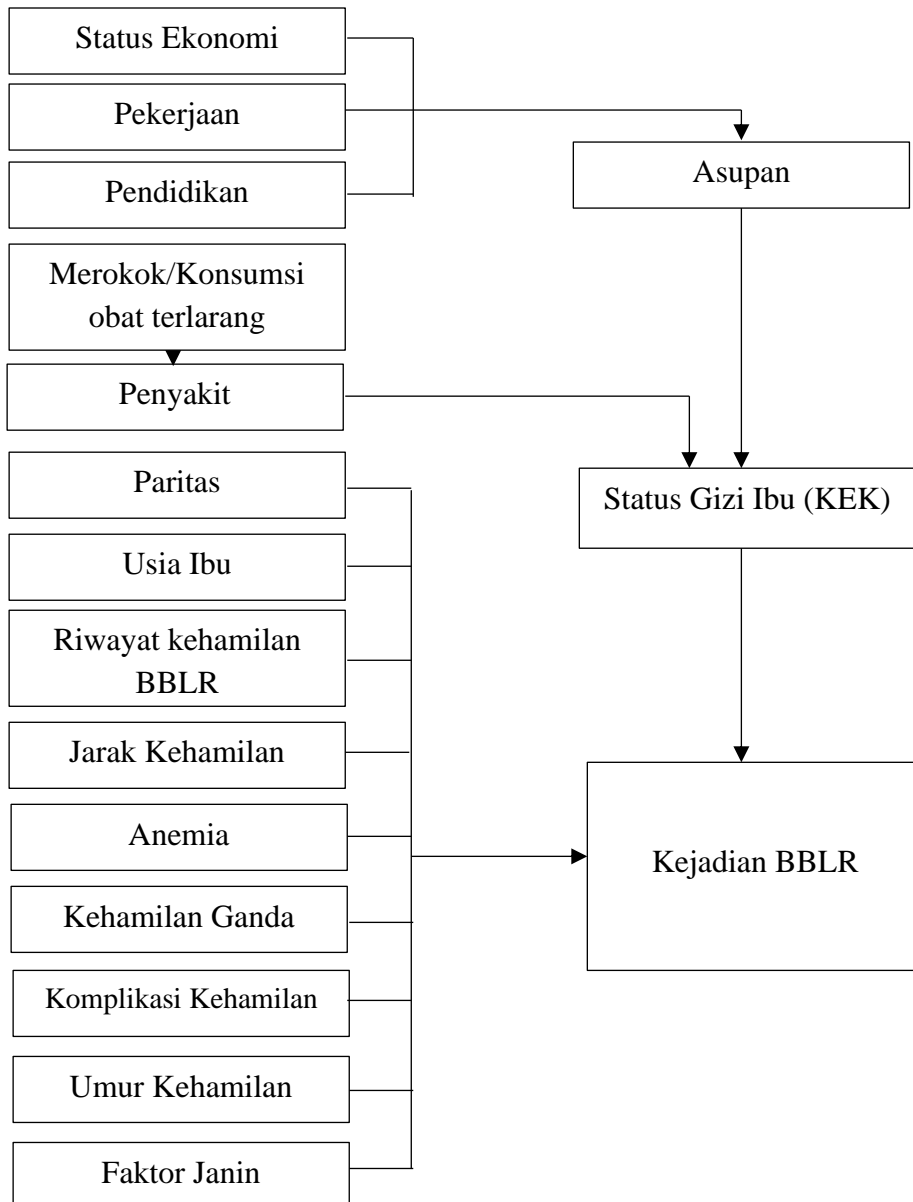 Status Ekonomi
Pekerjaan
Pendidikan
Merokok/Konsumsi
obat terlarang
Penyakit
Paritas
Usia Ibu
Riwayat kehamilan
BBLR
Jarak Kehamilan
Anemia
Kehamilan Ganda
Komplikasi Kehamilan
Umur Kehamilan
Faktor Janin
Asupan
Status Gizi Ibu (KEK)
Kejadian BBLR